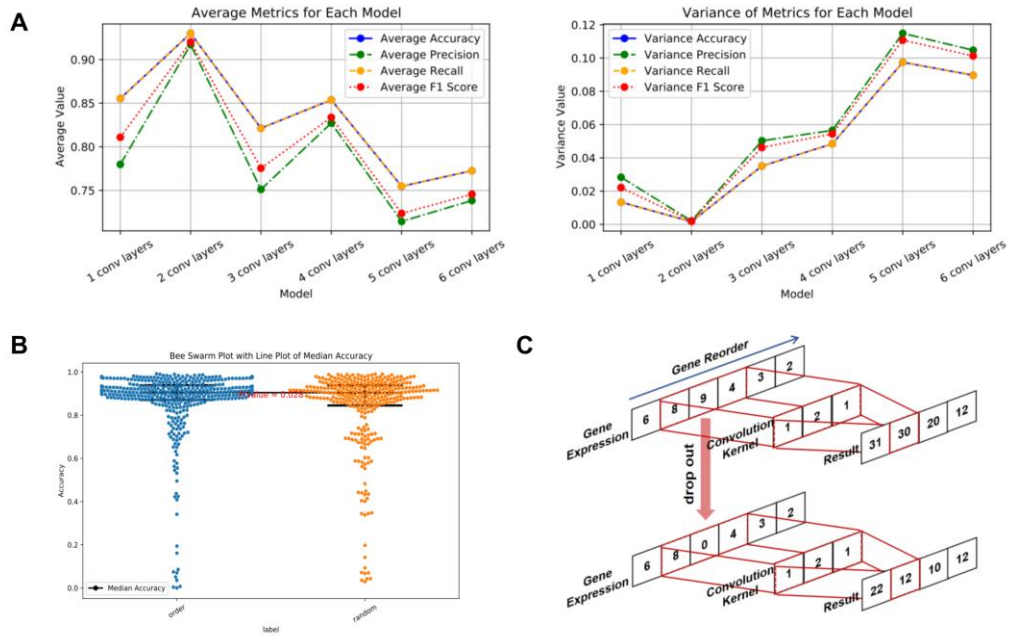 A
Average Metrics for Each Model
Average Value
0.90
0.85
0.80
0.75
Average Accuracy
Average Precision
Average Recall
Average F1 Score
1 conv layers
2 conv layers
3 conv layers
4 conv layers
5 conv layers
6 conv layers
Model
Variance of Metrics for Each Model
Variance Value
0.12
0.10
0.08
0.06
0.04
0.02
0.00
Variance Accuracy
Variance Precision
Variance Recall
Variance F1 Score
1 conv layers
2 conv layers
3 conv layers
4 conv layers
5 conv layers
6 conv layers
Model
B
Bee Swarm Plot with Line Plot of Median Accuracy
Accuracy
1.0
0.8
0.6
0.4
0.2
0.0
value = 0.028
Median Accuracy
order
random
label
C
Gene Reorder
Gene
Expression
6 8 9 4 3 2
Convolution
Kernel
1 2 1
Result
31 30 20 12
drop out
Gene
Expression
6 8 0 4 3 2
Convolution
Kernel
1 2 1
Result
22 12 10 12